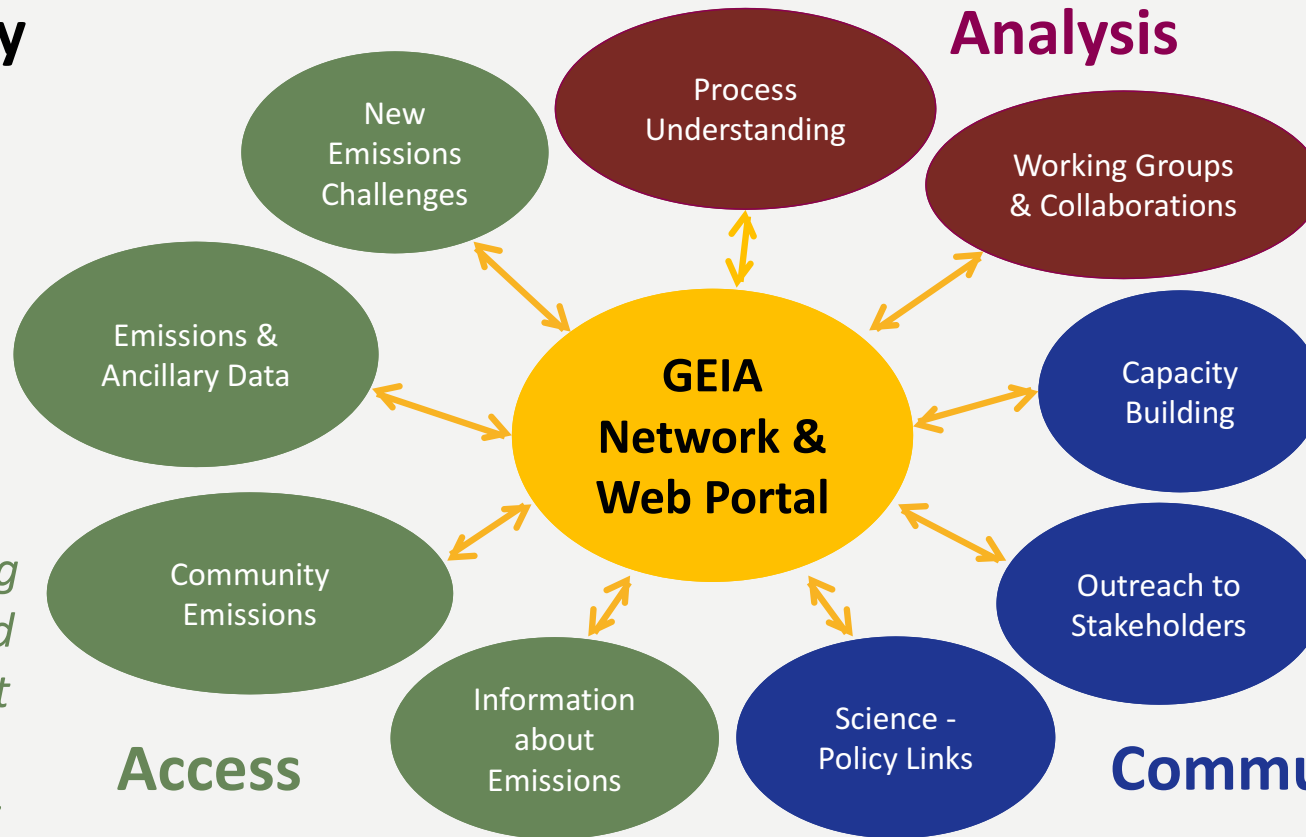 y
Analysis
Process
Understanding
New
Emissions
Challenges
Working Groups
& Collaborations
Emissions &
Ancillary Data
GEIA
Network &
Web Portal
Capacity
Building
Community
Emissions
Outreach to
Stakeholders
g
d
t
Information
about
Emissions
Science -
Policy Links
Access
Commu
.